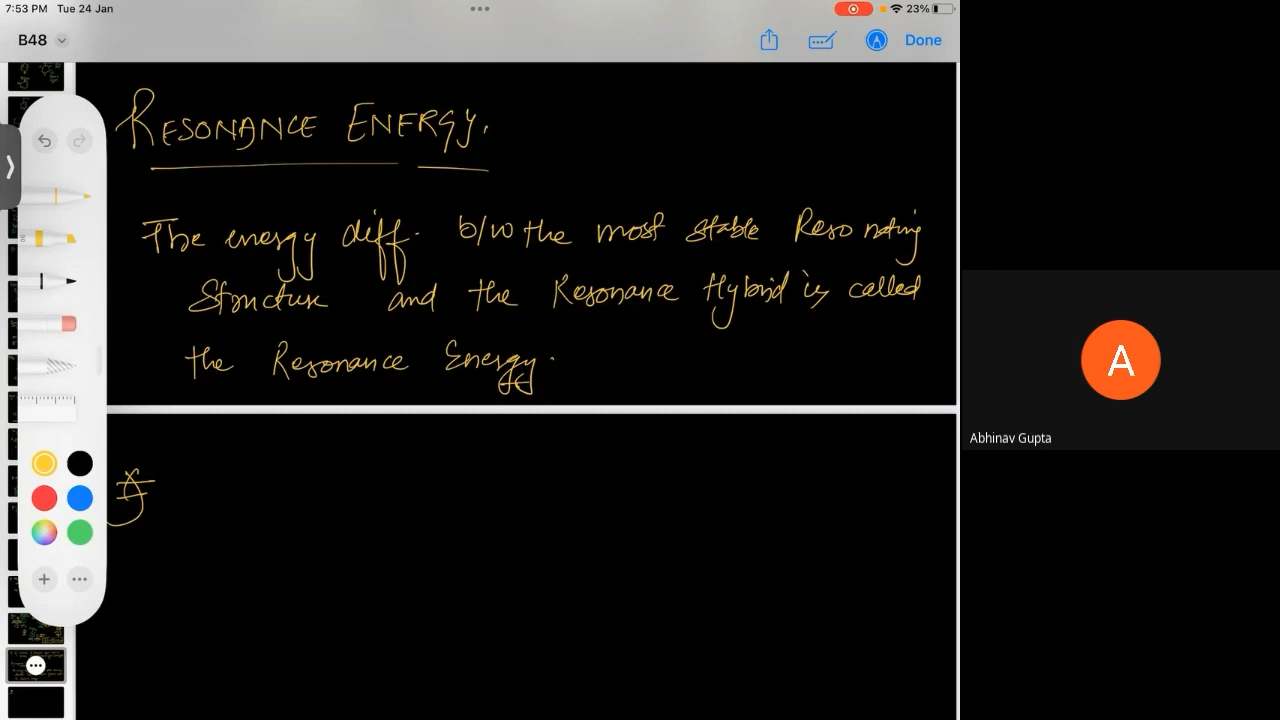 7:53 PM Tue 24 Jan
23%
B48
Done
RESONANCE ENERGY.
The energy diff. b/w the most stable Resonating
Structure and the Resonance Hybrid is called
the Resonance Energy.
A
Abhinav Gupta